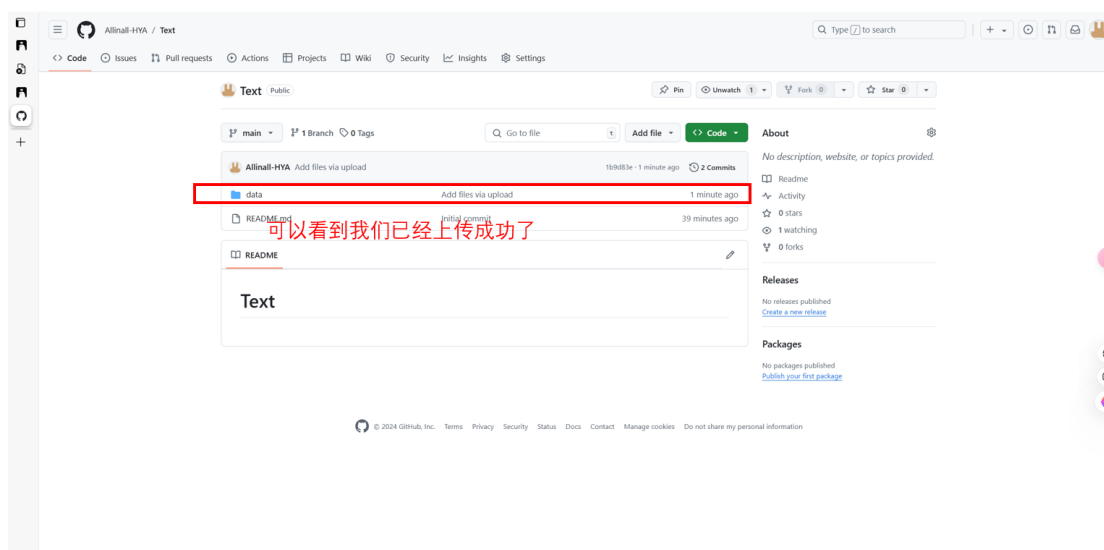 Allinall-HYA / Text
Type / to search
Code Issues Pull requests Actions Projects Wiki Security Insights Settings
Text Public
Pin Unwatch 1 Fork 0 Star 0
main 1 Branch 0 Tags Go to file t Add file Code
About
No description, website, or topics provided.
Allinall-HYA Add files via upload 1b9d83e · 1 minute ago 2 Commits
Readme
data Add files via upload 1 minute ago
Activity
0 stars
README.md Initial commit 39 minutes ago
可以看到我们已经上传成功了
1 watching
0 forks
README
Releases
Text
No releases published
Create a new release
Packages
No packages published
Publish your first package
© 2024 GitHub, Inc. Terms Privacy Security Status Docs Contact Manage cookies Do not share my personal information